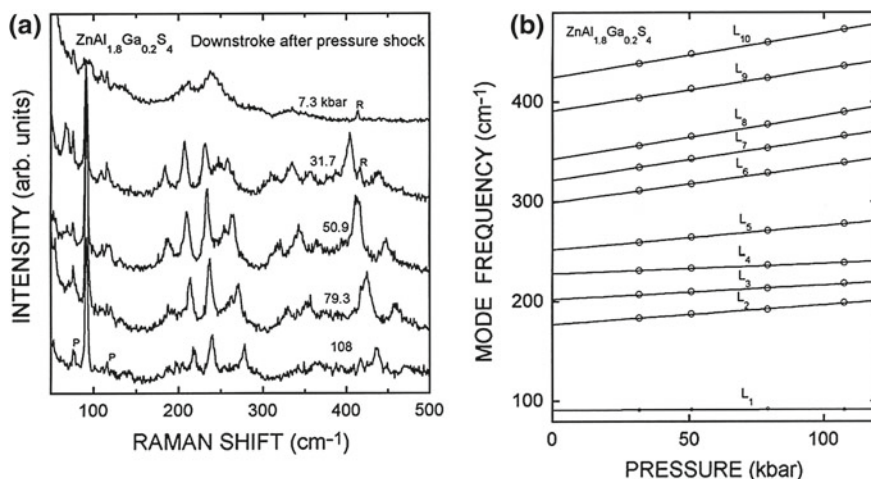 (a)
ZnAl1.8Ga0.2S4 Downstroke after pressure shock
7.3 kbar
R
31.7
R
50.9
79.3
P
P
108
INTENSITY (arb. units)
100 200 300 400 500
RAMAN SHIFT (cm-1)
(b)
ZnAl1.8Ga0.2S4
L10
L9
L8
L7
L6
L5
L4
L3
L2
L1
400
300
200
100
MODE FREQUENCY (cm-1)
0 50 100
PRESSURE (kbar)